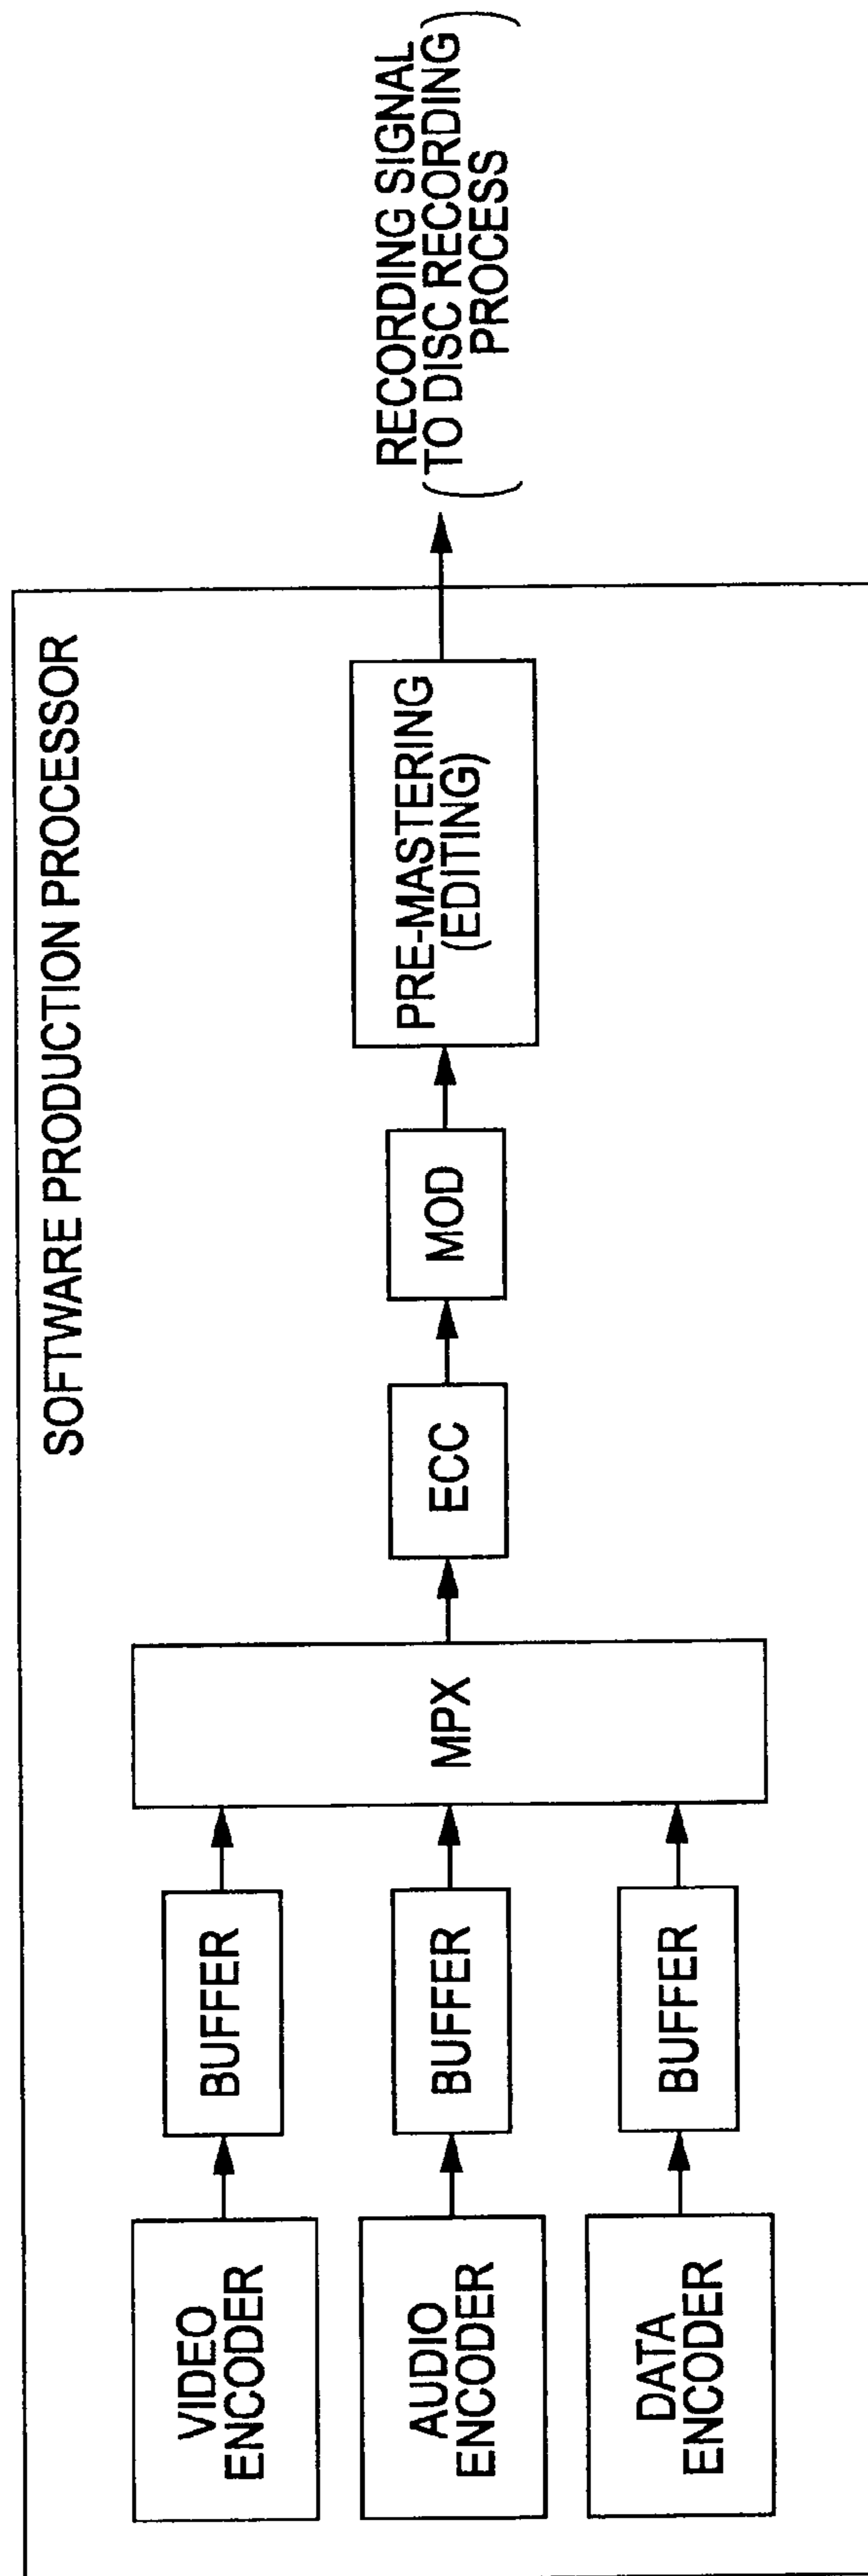 SOFTWARE PRODUCTION PROCESSOR
VIDEO
ENCODER
BUFFER
AUDIO
ENCODER
BUFFER
DATA
ENCODER
BUFFER
MPX
ECC
MOD
PRE-MASTERING
(EDITING)
RECORDING SIGNAL
(TO DISC RECORDING
PROCESS)